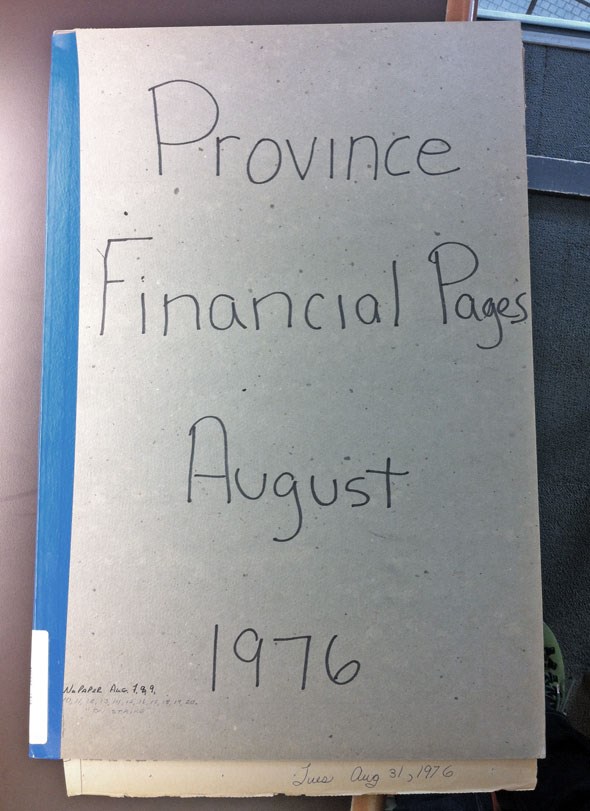 Province
Financial Pages
August
1976
No Paper Aug. 7, 8, 9,
Tues Aug 31, 1976